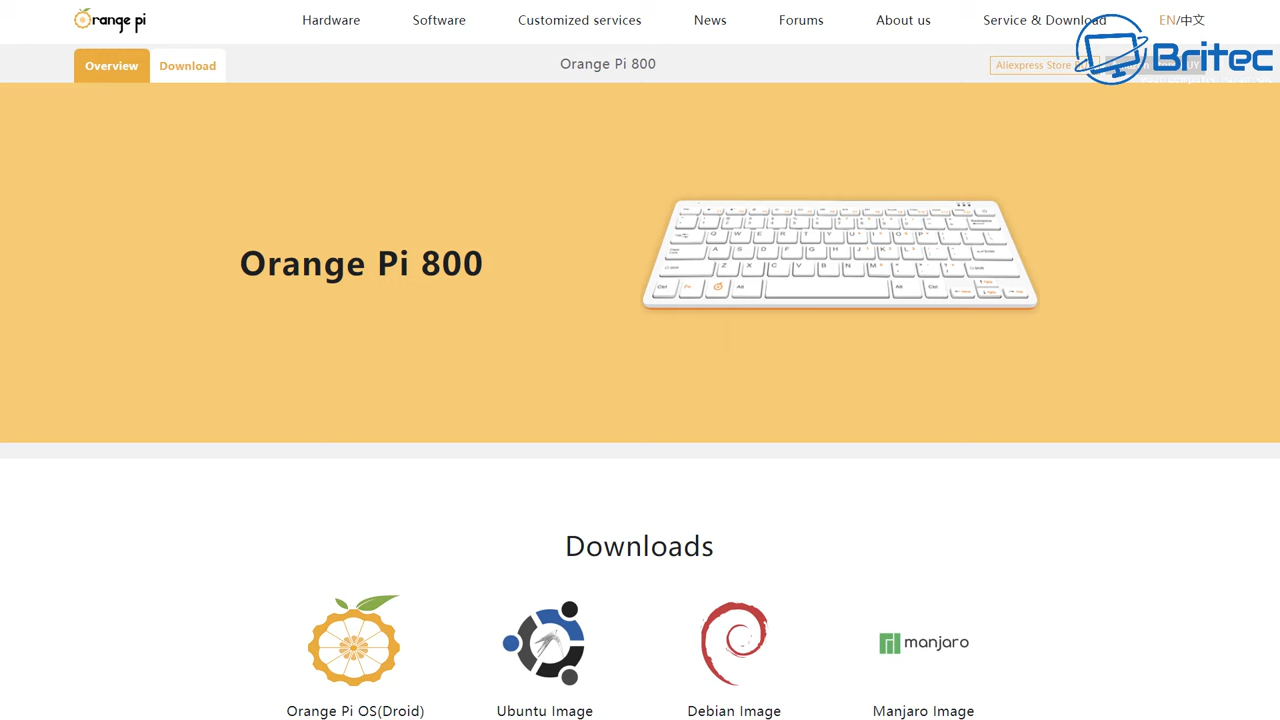 Orange pi
Hardware
Software
Customized services
News
Forums
About us
Service & Download
EN/中文
Britec
Overview
Download
Orange Pi 800
Aliexpress Store
Orange Pi 800
Downloads
manjaro
Orange Pi OS(Droid)
Ubuntu Image
Debian Image
Manjaro Image